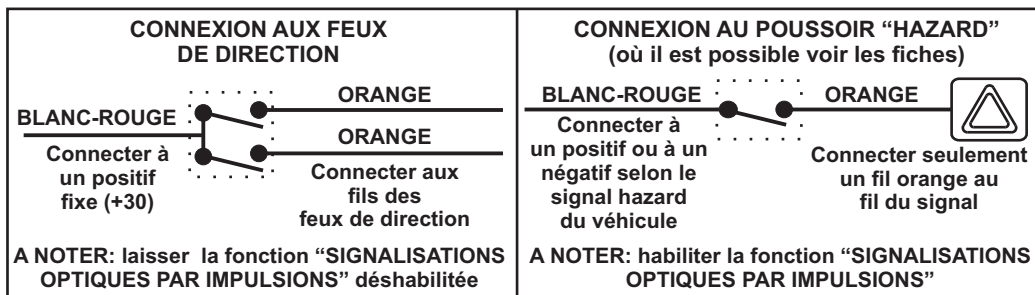 CONNEXION AUX FEUX
DE DIRECTION
BLANC-ROUGE
ORANGE
ORANGE
Connecter à
un positif
fixe (+30)
Connecter aux
fils des
feux de direction
A NOTER: laisser la fonction “SIGNALISATIONS
OPTIQUES PAR IMPULSIONS” déshabilitée
CONNEXION AU POUSSOIR “HAZARD”
(où il est possible voir les fiches)
BLANC-ROUGE
ORANGE
Connecter à
un positif ou à un
négatif selon le
signal hazard
du véhicule
Connecter seulement
un fil orange au
fil du signal
A NOTER: habiliter la fonction “SIGNALISATIONS
OPTIQUES PAR IMPULSIONS”